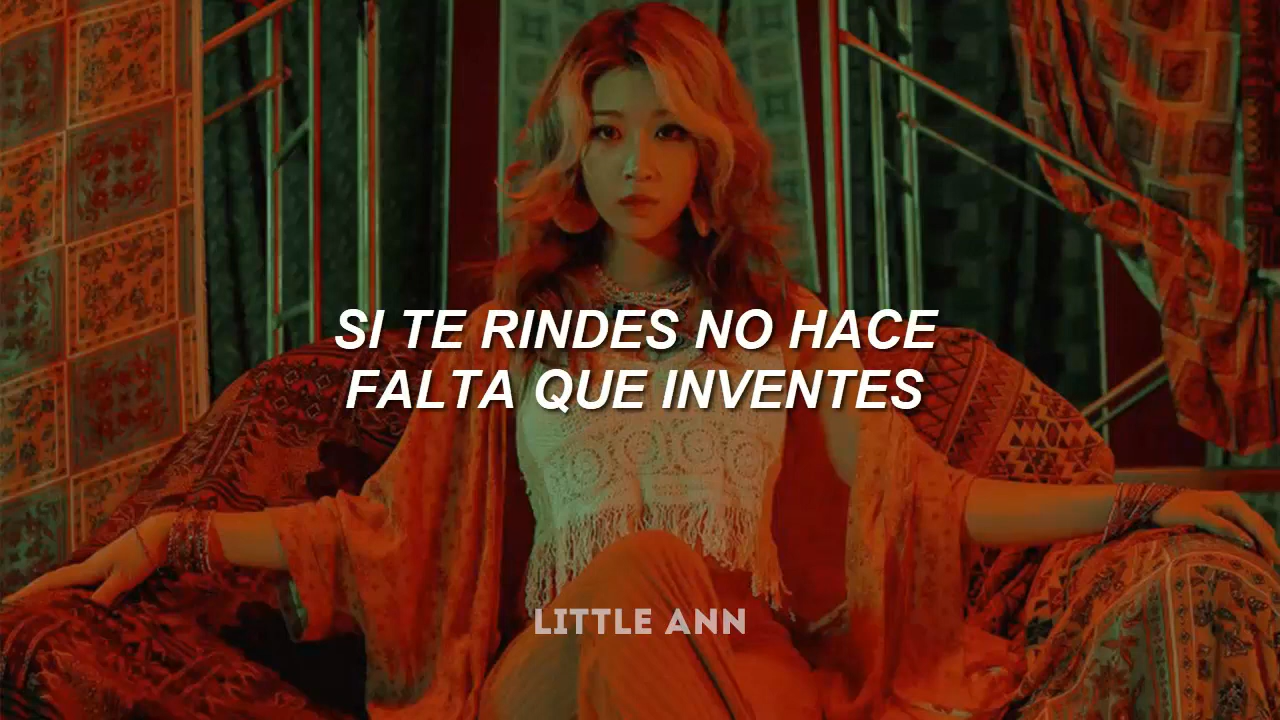 SI TE RINDES NO HACE
FALTA QUE INVENTES
LITTLE ANN